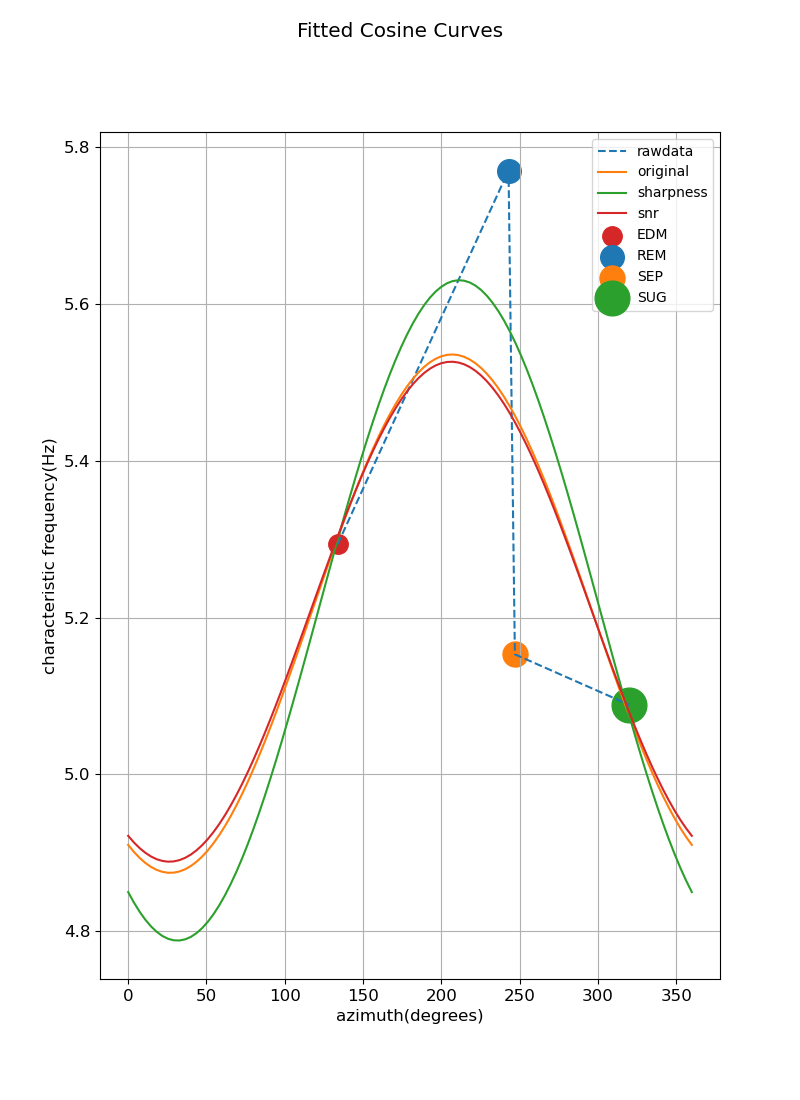 Fitted Cosine Curves
5.8
5.6
5.4
5.2
5.0
4.8
characteristic frequency(Hz)
rawdata
original
sharpness
snr
EDM
REM
SEP
SUG
0 50 100 150 200 250 300 350
azimuth(degrees)